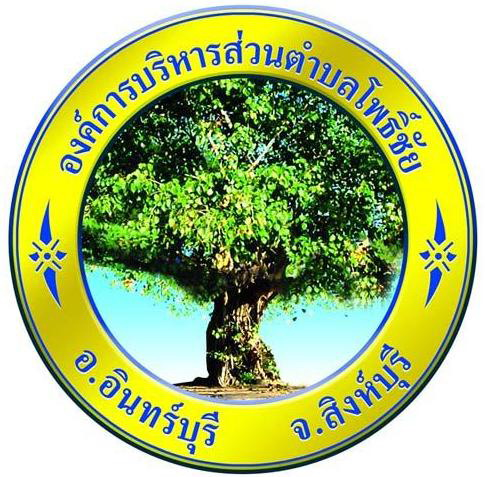 องค์การบริหารส่วนตำบลโพธิ์ชัย
อ.อินทร์บุรี จ.สิงห์บุรี